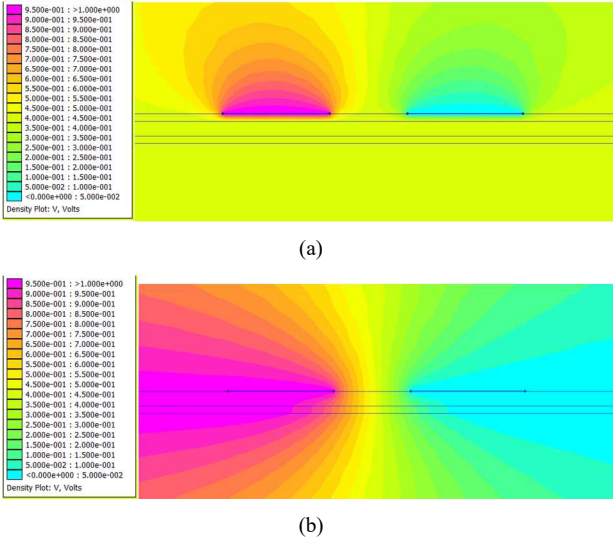 9.500e-001 : >1.000e+000
9.000e-001 : 9.500e-001
8.500e-001 : 9.000e-001
8.000e-001 : 8.500e-001
7.500e-001 : 8.000e-001
7.000e-001 : 7.500e-001
6.500e-001 : 7.000e-001
6.000e-001 : 6.500e-001
5.500e-001 : 6.000e-001
5.000e-001 : 5.500e-001
4.500e-001 : 5.000e-001
4.000e-001 : 4.500e-001
3.500e-001 : 4.000e-001
3.000e-001 : 3.500e-001
2.500e-001 : 3.000e-001
2.000e-001 : 2.500e-001
1.500e-001 : 2.000e-001
1.000e-001 : 1.500e-001
5.000e-002 : 1.000e-001
<0.000e+000 : 5.000e-002
Density Plot: V, Volts
(a)
9.500e-001 : >1.000e+000
9.000e-001 : 9.500e-001
8.500e-001 : 9.000e-001
8.000e-001 : 8.500e-001
7.500e-001 : 8.000e-001
7.000e-001 : 7.500e-001
6.500e-001 : 7.000e-001
6.000e-001 : 6.500e-001
5.500e-001 : 6.000e-001
5.000e-001 : 5.500e-001
4.500e-001 : 5.000e-001
4.000e-001 : 4.500e-001
3.500e-001 : 4.000e-001
3.000e-001 : 3.500e-001
2.500e-001 : 3.000e-001
2.000e-001 : 2.500e-001
1.500e-001 : 2.000e-001
1.000e-001 : 1.500e-001
5.000e-002 : 1.000e-001
<0.000e+000 : 5.000e-002
Density Plot: V, Volts
(b)